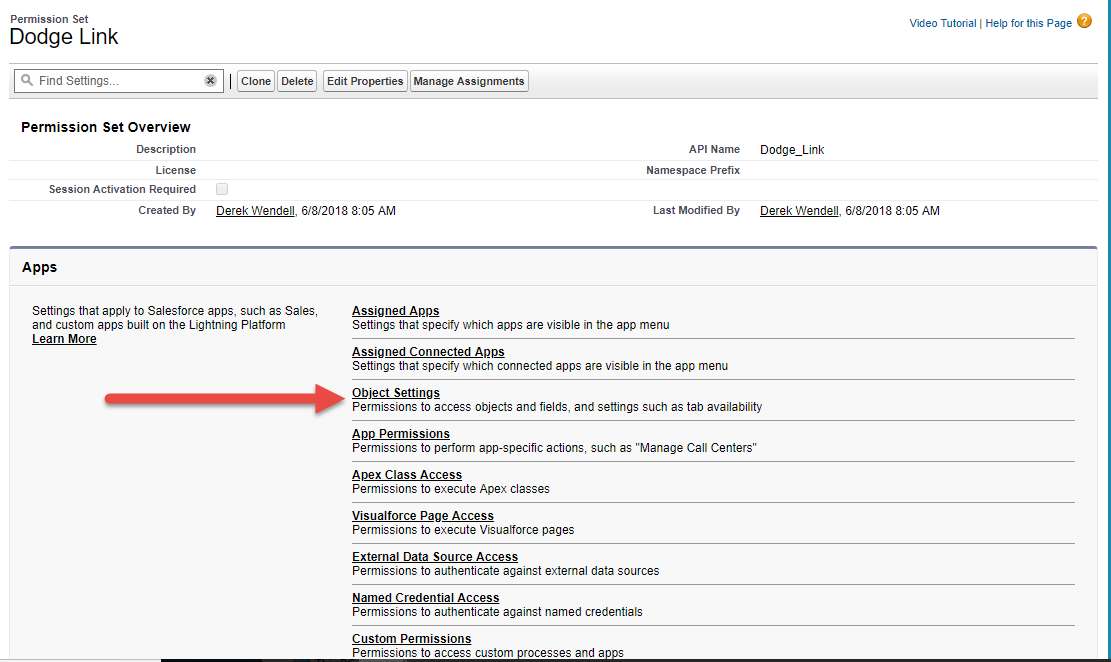 Permission Set
Dodge Link
Video Tutorial | Help for this Page ?
Find Settings...
Clone Delete Edit Properties Manage Assignments
Permission Set Overview
Description API Name Dodge_Link
License Namespace Prefix
Session Activation Required
Created By Derek Wendell, 6/8/2018 8:05 AM Last Modified By Derek Wendell, 6/8/2018 8:05 AM
Apps
Settings that apply to Salesforce apps, such as Sales,
and custom apps built on the Lightning Platform
Learn More
Assigned Apps
Settings that specify which apps are visible in the app menu
Assigned Connected Apps
Settings that specify which connected apps are visible in the app menu
Object Settings
Permissions to access objects and fields, and settings such as tab availability
App Permissions
Permissions to perform app-specific actions, such as "Manage Call Centers"
Apex Class Access
Permissions to execute Apex classes
Visualforce Page Access
Permissions to execute Visualforce pages
External Data Source Access
Permissions to authenticate against external data sources
Named Credential Access
Permissions to authenticate against named credentials
Custom Permissions
Permissions to access custom processes and apps